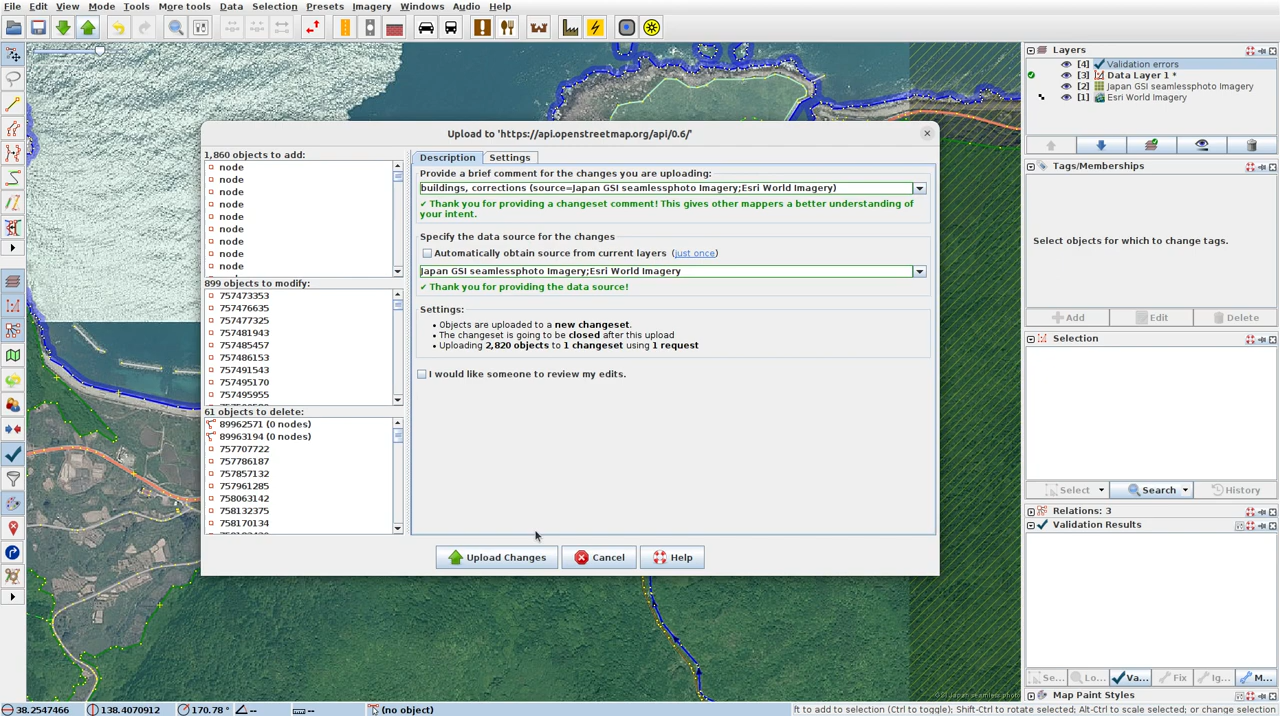 File Edit View Mode Tools More tools Data Selection Presets Imagery Windows Audio Help
Upload to 'https://api.openstreetmap.org/api/0.6/'
1,860 objects to add:
node
node
node
node
node
node
node
node
node
899 objects to modify:
757473353
757476635
757477325
757481943
757485457
757486153
757491543
757495170
757495955
61 objects to delete:
89962571 (0 nodes)
89963194 (0 nodes)
757707722
757786187
757857132
757961285
758063142
758132375
758170134
Description Settings
Provide a brief comment for the changes you are uploading:
buildings, corrections (source=Japan GSI seamlessphoto Imagery;Esri World Imagery)
✔ Thank you for providing a changeset comment! This gives other mappers a better understanding of
your intent.
Specify the data source for the changes
Automatically obtain source from current layers (just once)
Japan GSI seamlessphoto Imagery;Esri World Imagery
✔ Thank you for providing the data source!
Settings:
• Objects are uploaded to a new changeset.
• The changeset is going to be closed after this upload
• Uploading 2,820 objects to 1 changeset using 1 request
I would like someone to review my edits.
Upload Changes Cancel Help
Layers
[4] Validation errors
[3] Data Layer 1 *
[2] Japan GSI seamlessphoto Imagery
[1] Esri World Imagery
Tags/Memberships
Select objects for which to change tags.
Add Edit Delete
Selection
Select Search History
Relations: 3
Validation Results
Se... Lo... Va... Fix Ig... M...
Map Paint Styles
38.2547466 138.4070912 170.78 ° -- -- (no object)
ft to add to selection (Ctrl to toggle); Shift-Ctrl to rotate selected; Alt-Ctrl to scale selected; or change selection